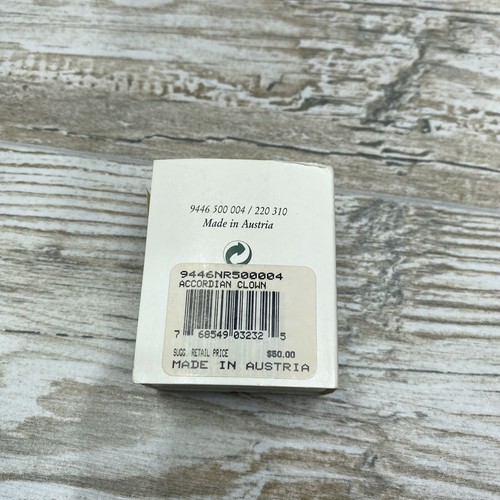 9446 500 004 / 220 310
Made in Austria
9446NR500004
ACCORDIAN CLOWN
7 68549 03232 5
SUGG. RETAIL PRICE $50.00
MADE IN AUSTRIA